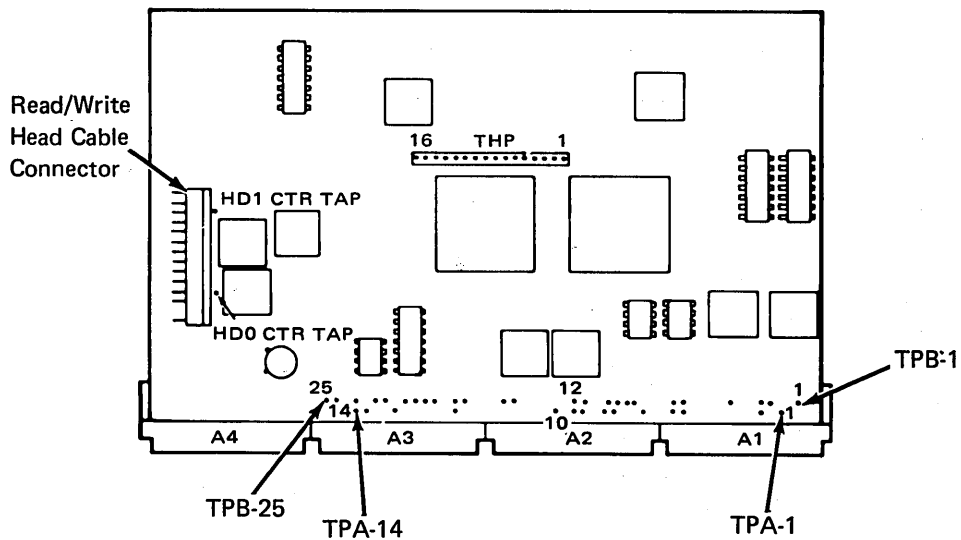 Read/Write
Head Cable
Connector
16 THP 1
HD1 CTR TAP
HD0 CTR TAP
25
12
1
TPB-1
14
1
10
A4
A3
A2
A1
TPB-25
TPA-14
TPA-1